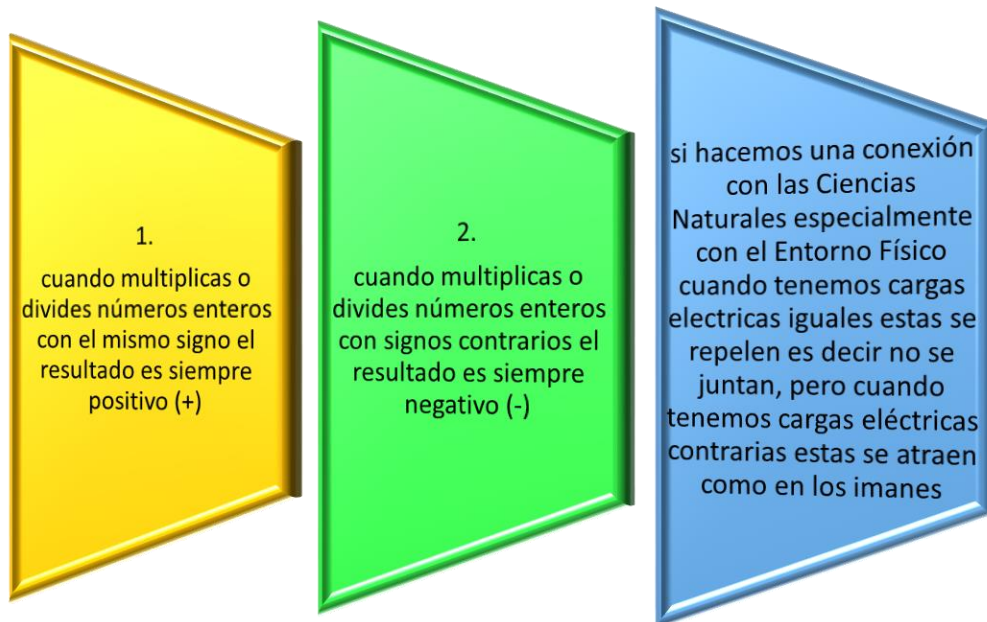 1.
cuando multiplicas o
divides números enteros
con el mismo signo el
resultado es siempre
positivo (+)
2.
cuando multiplicas o
divides números enteros
con signos contrarios el
resultado es siempre
negativo (-)
si hacemos una conexión
con las Ciencias
Naturales especialmente
con el Entorno Físico
cuando tenemos cargas
electricas iguales estas se
repelen es decir no se
juntan, pero cuando
tenemos cargas eléctricas
contrarias estas se atraen
como en los imanes